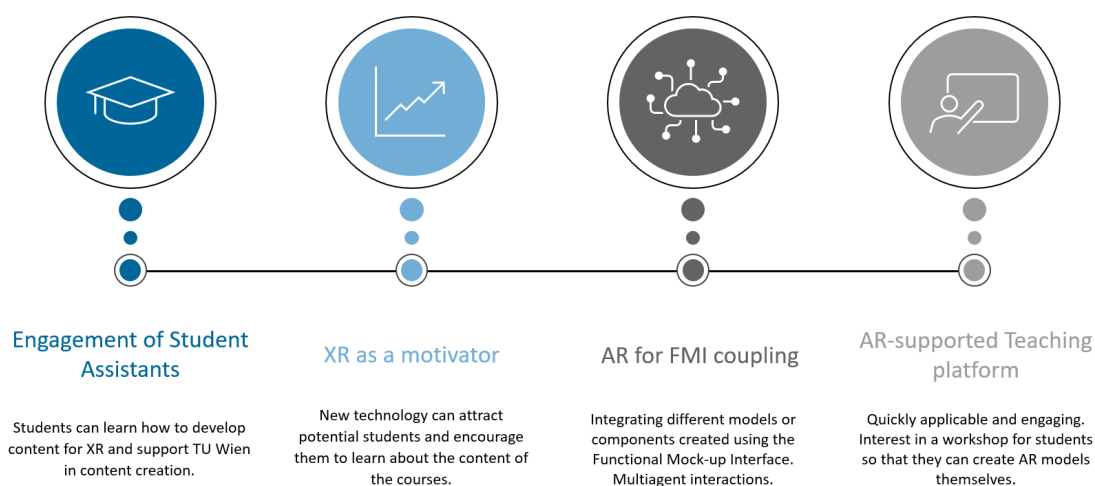 Engagement of Student
Assistants
Students can learn how to develop
content for XR and support TU Wien
in content creation.
XR as a motivator
New technology can attract
potential students and encourage
them to learn about the content of
the courses.
AR for FMI coupling
Integrating different models or
components created using the
Functional Mock-up Interface.
Multiagent interactions.
AR-supported Teaching
platform
Quickly applicable and engaging.
Interest in a workshop for students
so that they can create AR models
themselves.